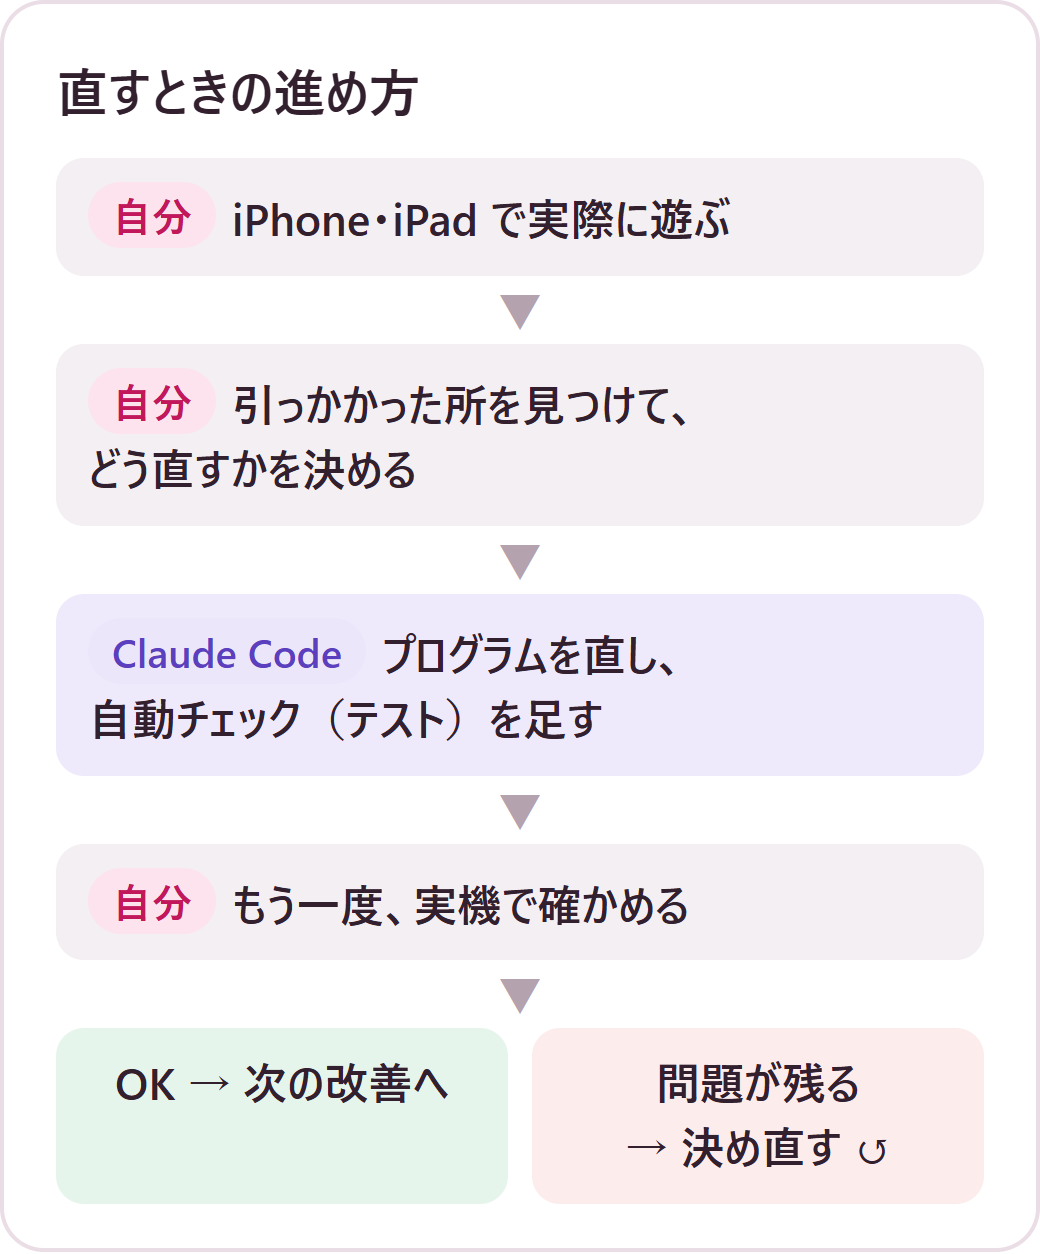 直すときの進め方
自分 iPhone・iPad で実際に遊ぶ
▼
自分 引っかかった所を見つけて、
どう直すかを決める
▼
Claude Code プログラムを直し、
自動チェック（テスト）を足す
▼
自分 もう一度、実機で確かめる
▼
OK → 次の改善へ
問題が残る
→ 決め直す ↺